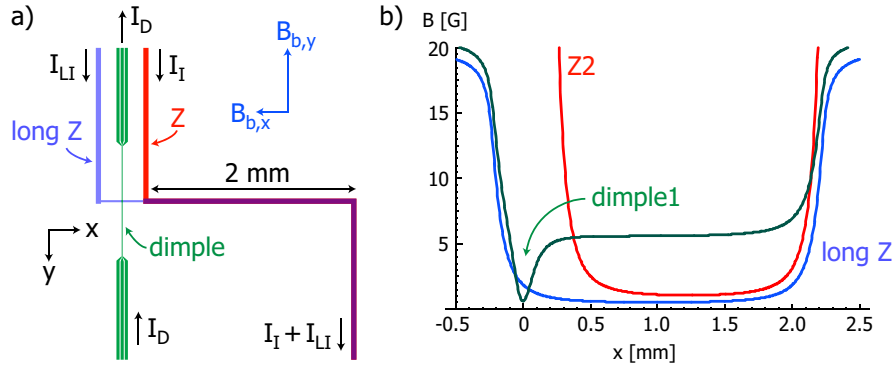 a)
I_D
I_LI
I_I
B_b,y
B_b,x
long Z
Z
2 mm
x
y
dimple
I_D
I_I + I_LI
b)
B [G]
20
15
10
5
Z2
dimple1
long Z
-0.5
0
0.5
1.0
1.5
2.0
2.5
x [mm]